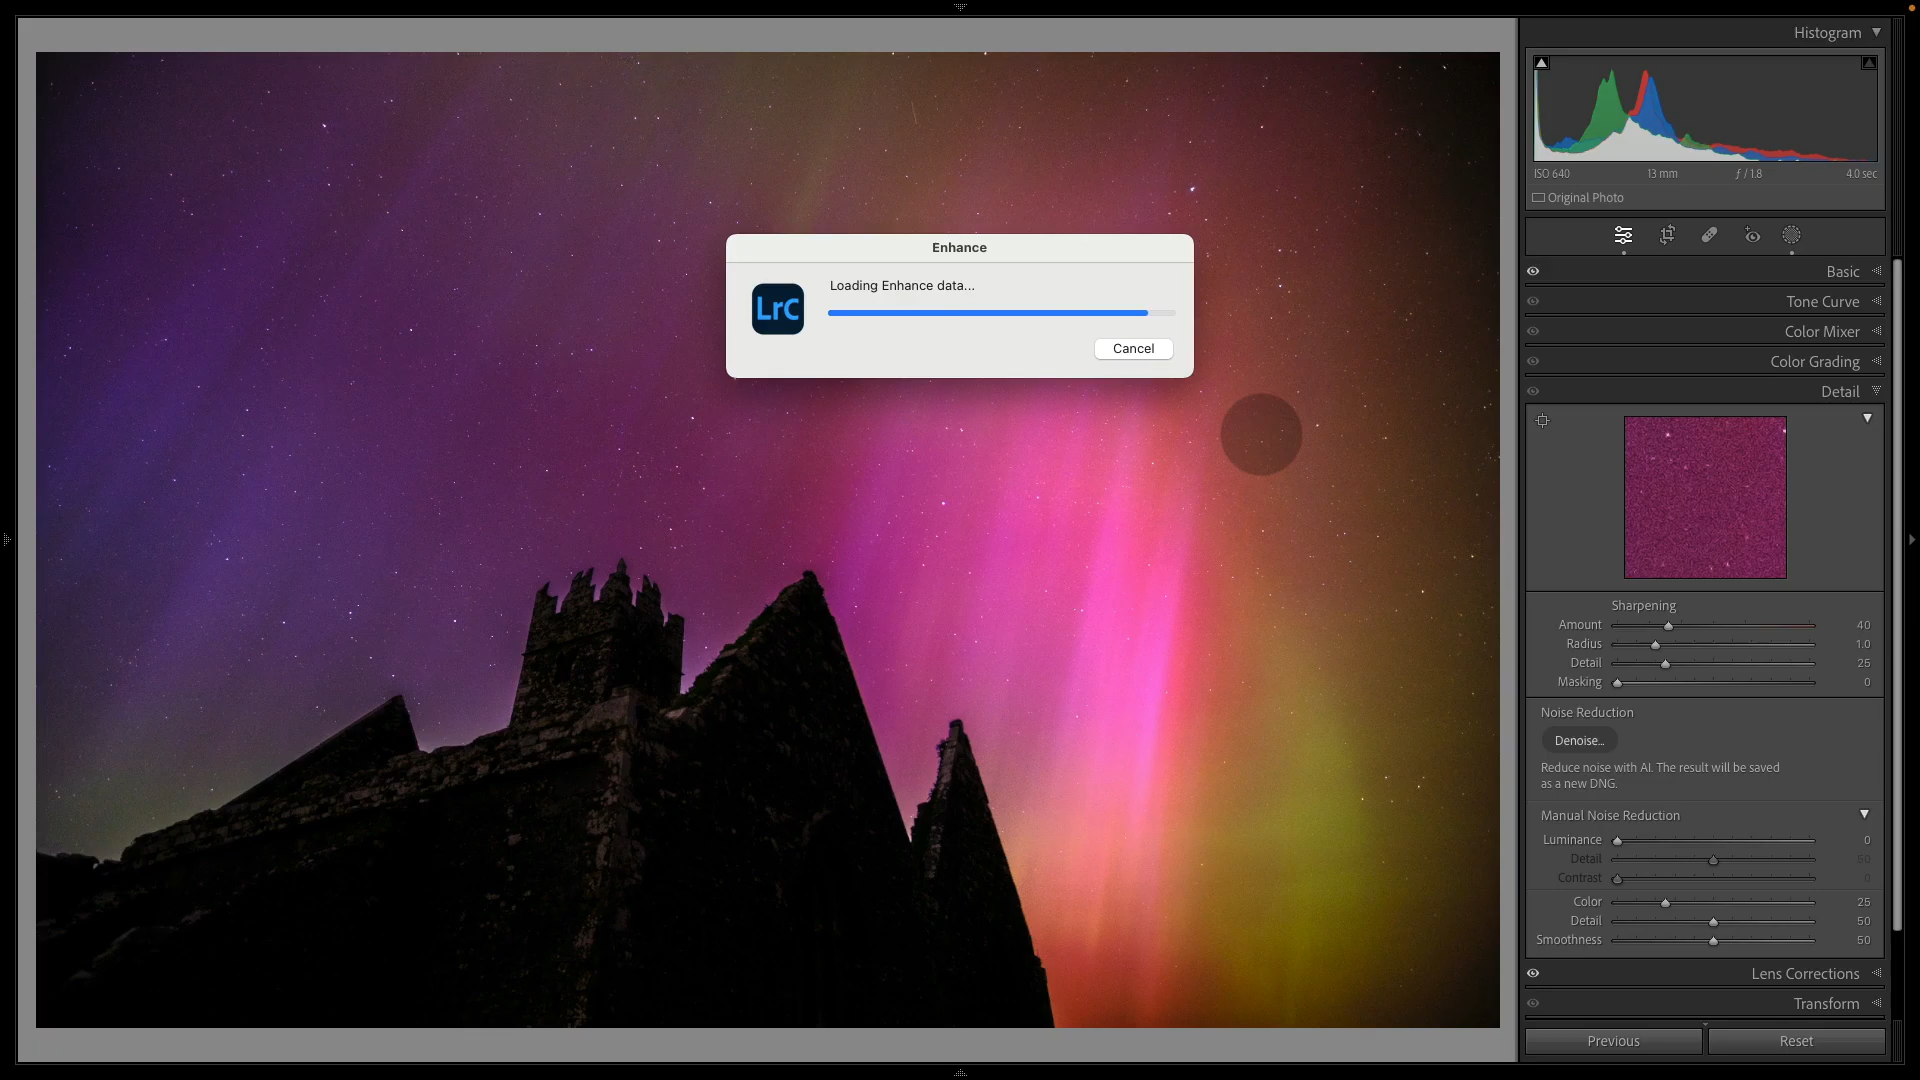 Histogram
ISO 640 13 mm ƒ / 1.8 4.0 sec
Original Photo
Enhance
Loading Enhance data...
LrC
Cancel
Basic
Tone Curve
Color Mixer
Color Grading
Detail
Sharpening
Amount 40
Radius 1.0
Detail 25
Masking 0
Noise Reduction
Denoise...
Reduce noise with AI. The result will be saved
as a new DNG.
Manual Noise Reduction
Luminance 0
Detail 50
Contrast 0
Color 25
Detail 50
Smoothness 50
Lens Corrections
Transform
Previous Reset